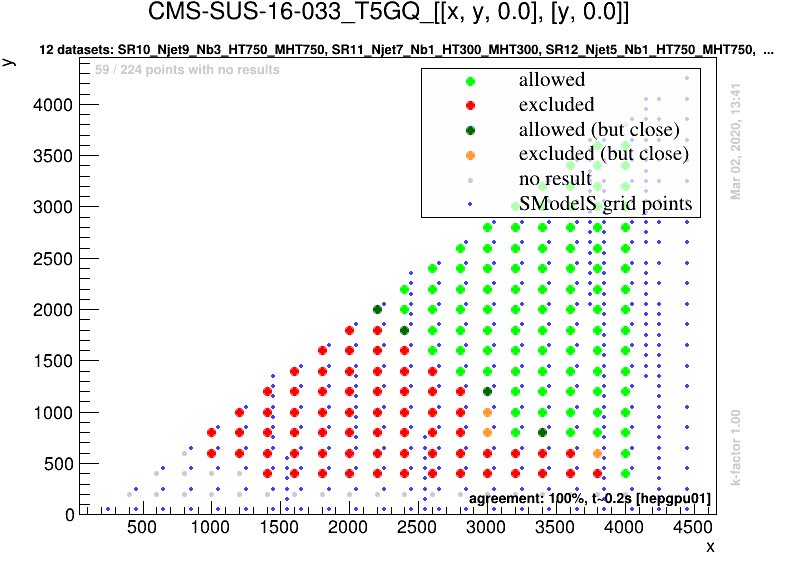 CMS-SUS-16-033_T5GQ_[[x, y, 0.0], [y, 0.0]]
12 datasets: SR10_Njet9_Nb3_HT750_MHT750, SR11_Njet7_Nb1_HT300_MHT300, SR12_Njet5_Nb1_HT750_MHT750, ...
y
59 / 224 points with no results
allowed
excluded
allowed (but close)
excluded (but close)
no result
SModelS grid points
Mar 02, 2020, 13:41
k-factor 1.00
4000
3500
3000
2500
2000
1500
1000
500
0
agreement: 100%, t~0.2s [hepgpu01]
500 1000 1500 2000 2500 3000 3500 4000 4500
x